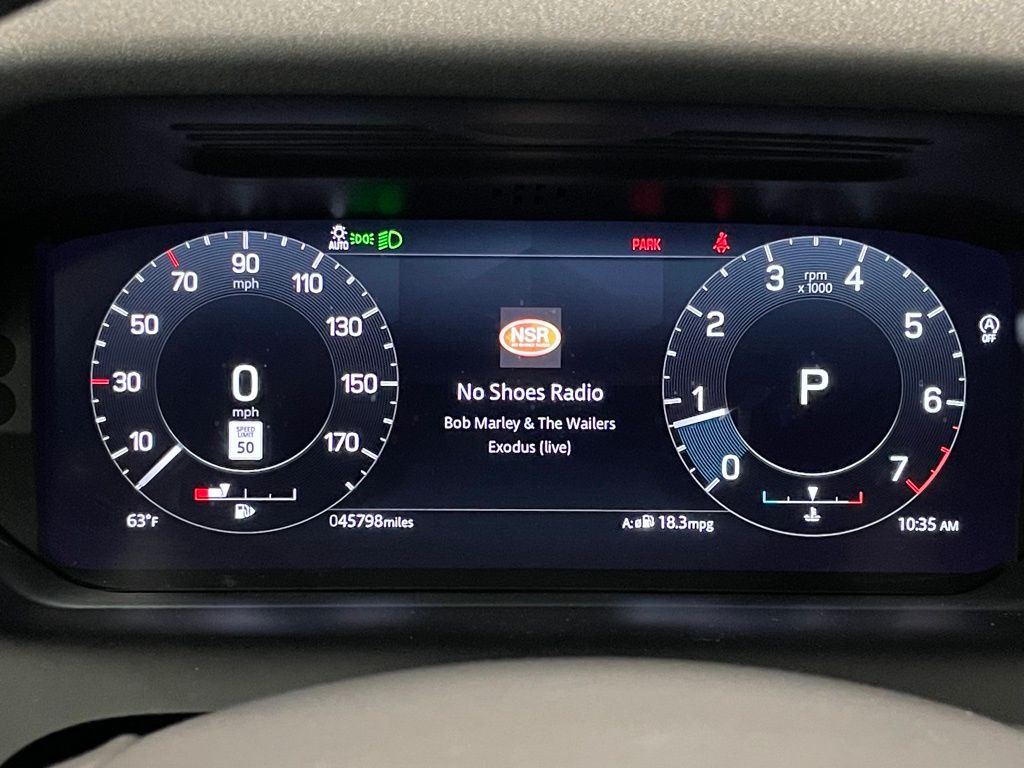 AUTO
PARK
10
30
50
70
90
110
130
150
170
mph
0
mph
SPEED
LIMIT
50
NSR
No Shoes Radio
Bob Marley & The Wailers
Exodus (live)
0
1
2
3
4
5
6
7
rpm
x 1000
P
A
OFF
63°F
045798miles
A:ø 18.3mpg
10:35 AM